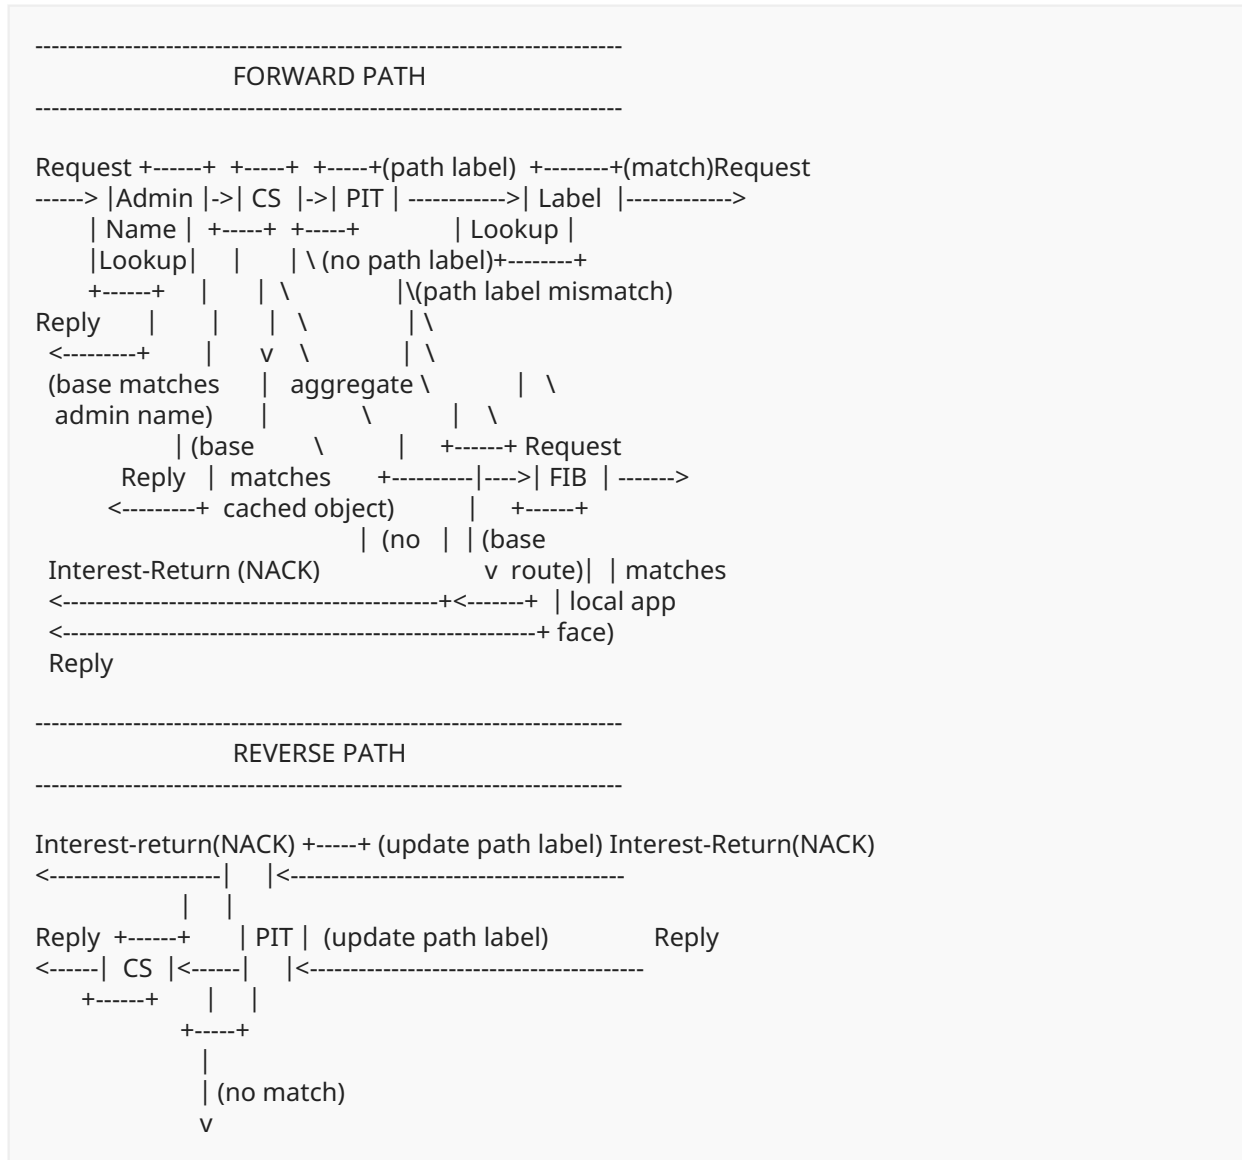 -----------------------------------------------------------------------
FORWARD PATH
-----------------------------------------------------------------------
Request +------+  +-----+  +-----+(path label)  +--------+(match)Request
------> |Admin |->| CS  |->| PIT | ------------>| Label  |------------->
| Name |  +-----+  +-----+              | Lookup |
|Lookup|     |       | \ (no path label)+--------+
+------+     |       |  \                |\(path label mismatch)
Reply       |        |       |   \               | \
<---------+        |       v    \              |  \
(base matches      |   aggregate \             |   \
admin name)       |              \            |    \
| (base         \           |     +------+ Request
Reply   |  matches       +----------|---->| FIB  | ------->
<---------+  cached object)           |     +------+
|  (no   |  | (base
Interest-Return (NACK)                         v  route)|  | matches
<----------------------------------------------+<-------+  | local app
<----------------------------------------------------------+ face)
Reply
-----------------------------------------------------------------------
REVERSE PATH
-----------------------------------------------------------------------
Interest-return(NACK) +-----+ (update path label) Interest-Return(NACK)
<---------------------|     |<-----------------------------------------
|     |
Reply  +------+       | PIT |  (update path label)                Reply
<------|  CS  |<------|     |<-------------------------------------------
+------+       |     |
+-----+
|
| (no match)
v